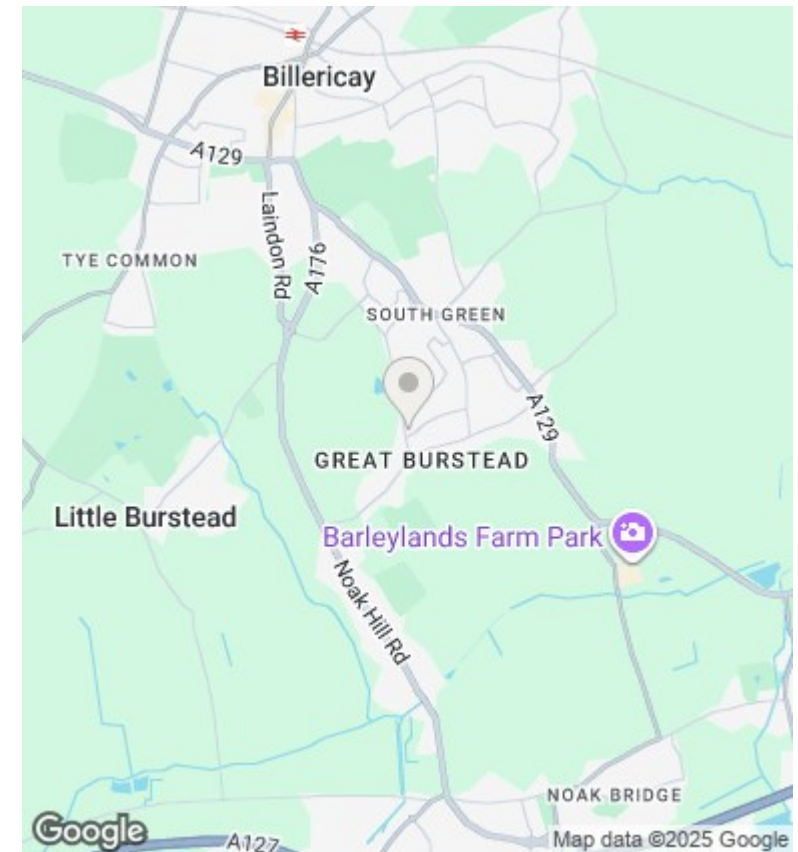 Billericay
A129
Laindon Rd
A176
TYE COMMON
SOUTH GREEN
A129
GREAT BURSTEAD
Little Burstead
Barleylands Farm Park
Noak Hill Rd
NOAK BRIDGE
Google
A127
Map data ©2025 Google